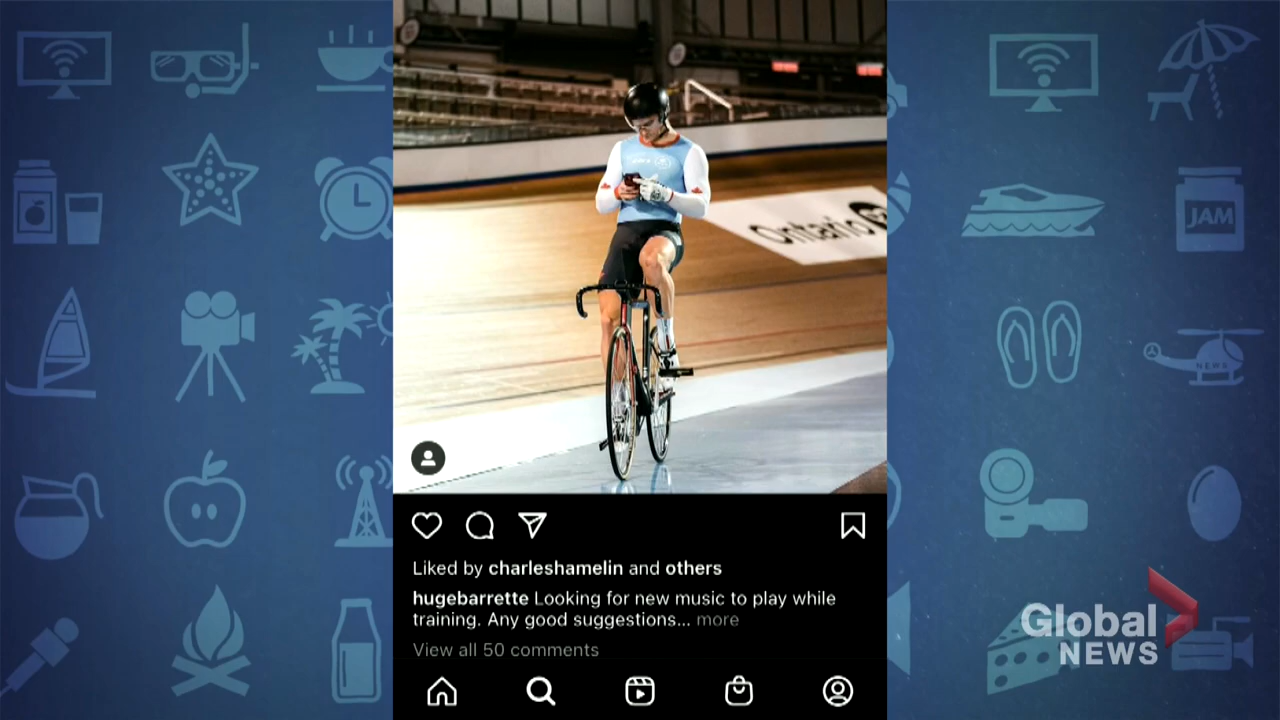 Ontario
JAM
NEWS
Liked by charleshamelin and others
hugebarrette Looking for new music to play while
training. Any good suggestions... more
View all 50 comments
Global
NEWS